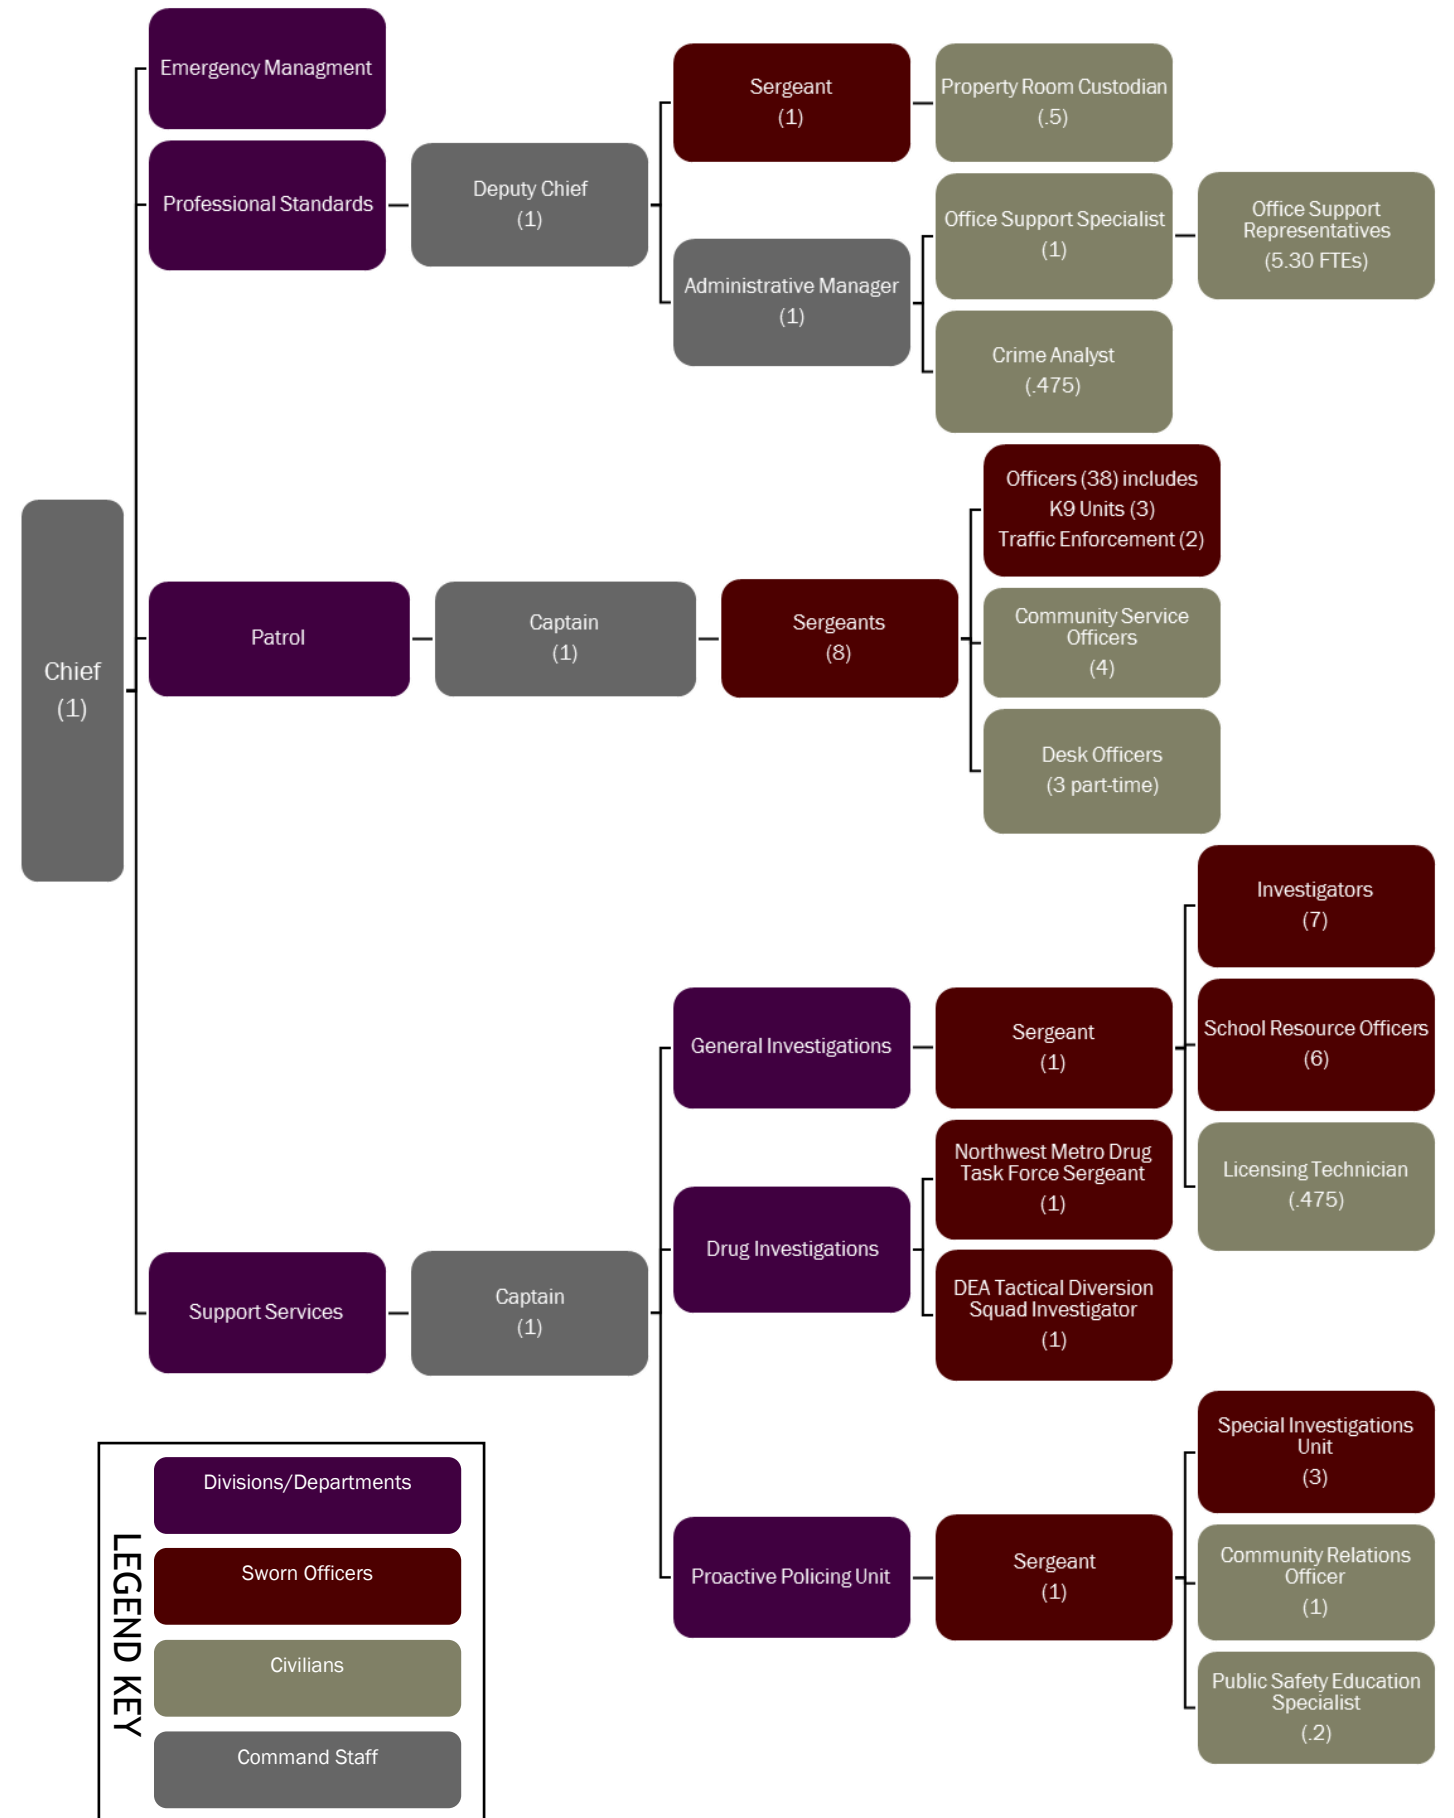 Emergency Managment
Professional Standards
Deputy Chief
(1)
Sergeant
(1)
Property Room Custodian
(.5)
Administrative Manager
(1)
Office Support Specialist
(1)
Office Support
Representatives
(5.30 FTEs)
Crime Analyst
(.475)
Chief
(1)
Patrol
Captain
(1)
Sergeants
(8)
Officers (38) includes
K9 Units (3)
Traffic Enforcement (2)
Community Service
Officers
(4)
Desk Officers
(3 part-time)
Support Services
Captain
(1)
General Investigations
Sergeant
(1)
Investigators
(7)
School Resource Officers
(6)
Licensing Technician
(.475)
Drug Investigations
Northwest Metro Drug
Task Force Sergeant
(1)
DEA Tactical Diversion
Squad Investigator
(1)
Proactive Policing Unit
Sergeant
(1)
Special Investigations
Unit
(3)
Community Relations
Officer
(1)
Public Safety Education
Specialist
(.2)
LEGEND KEY
Divisions/Departments
Sworn Officers
Civilians
Command Staff